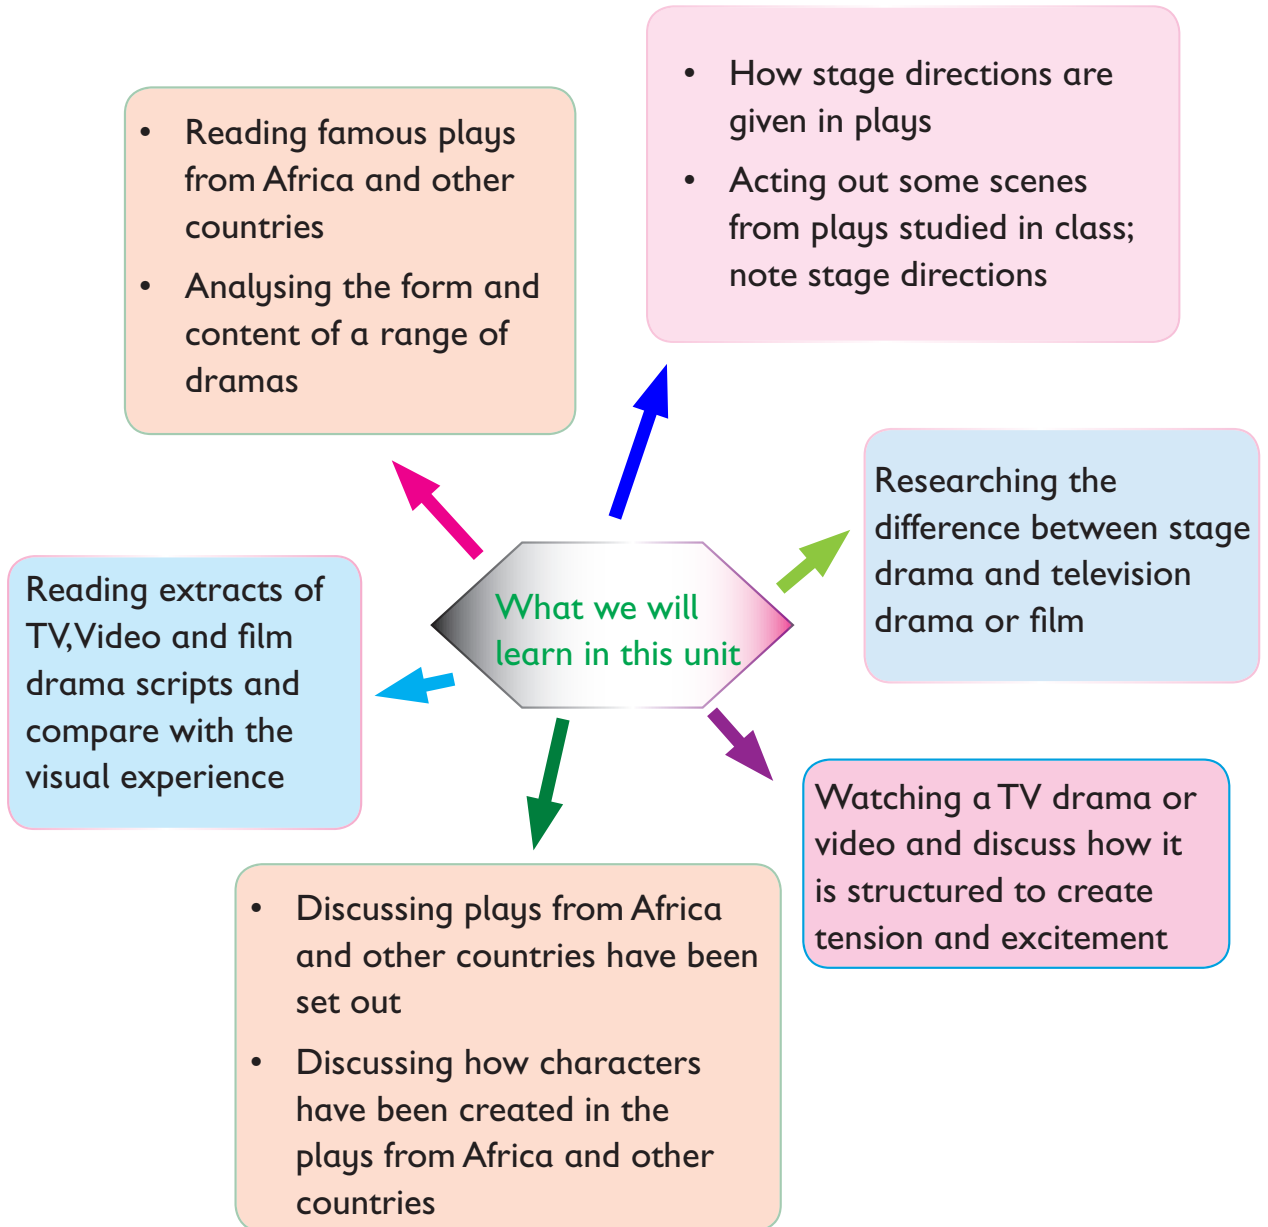 • How stage directions are
given in plays
• Acting out some scenes
from plays studied in class;
note stage directions
• Reading famous plays
from Africa and other
countries
• Analysing the form and
content of a range of
dramas
Researching the
difference between stage
drama and television
drama or film
What we will
learn in this unit
Reading extracts of
TV,Video and film
drama scripts and
compare with the
visual experience
Watching a TV drama or
video and discuss how it
is structured to create
tension and excitement
• Discussing plays from Africa
and other countries have been
set out
• Discussing how characters
have been created in the
plays from Africa and other
countries